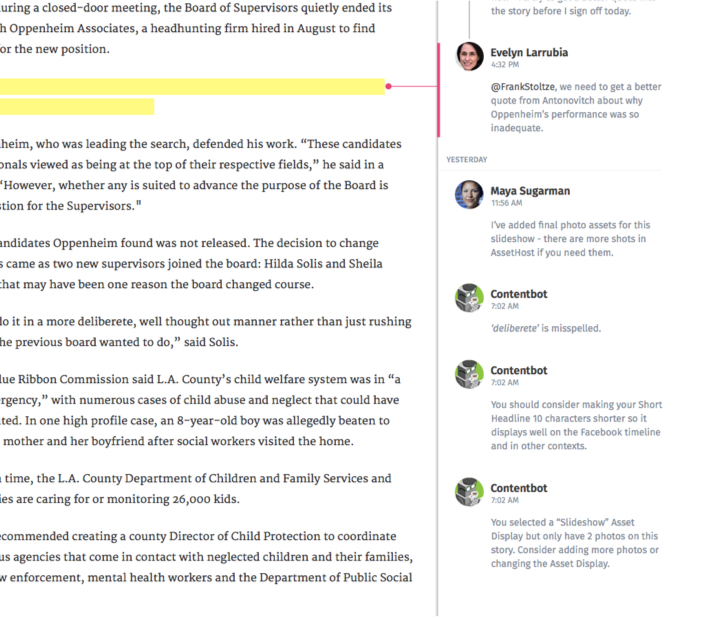 uring a closed-door meeting, the Board of Supervisors quietly ended its
h Oppenheim Associates, a headhunting firm hired in August to find
or the new position.
heim, who was leading the search, defended his work. “These candidates
onals viewed as being at the top of their respective fields,” he said in a
“However, whether any is suited to advance the purpose of the Board is
stion for the Supervisors."
andidates Oppenheim found was not released. The decision to change
s came as two new supervisors joined the board: Hilda Solis and Sheila
that may have been one reason the board changed course.
do it in a more deliberete, well thought out manner rather than just rushing
he previous board wanted to do,” said Solis.
lue Ribbon Commission said L.A. County’s child welfare system was in “a
ergency,” with numerous cases of child abuse and neglect that could have
nted. In one high profile case, an 8-year-old boy was allegedly beaten to
mother and her boyfriend after social workers visited the home.
n time, the L.A. County Department of Children and Family Services and
ies are caring for or monitoring 26,000 kids.
ecommended creating a county Director of Child Protection to coordinate
us agencies that come in contact with neglected children and their families,
w enforcement, mental health workers and the Department of Public Social
the story before I sign off today.
Evelyn Larrubia
4:32 PM
@FrankStoltze, we need to get a better
quote from Antonovitch about why
Oppenheim’s performance was so
inadequate.
YESTERDAY
Maya Sugarman
11:56 AM
I’ve added final photo assets for this
slideshow - there are more shots in
AssetHost if you need them.
Contentbot
7:02 AM
‘deliberete’ is misspelled.
Contentbot
7:02 AM
You should consider making your Short
Headline 10 characters shorter so it
displays well on the Facebook timeline
and in other contexts.
Contentbot
7:02 AM
You selected a “Slideshow” Asset
Display but only have 2 photos on this
story. Consider adding more photos or
changing the Asset Display.